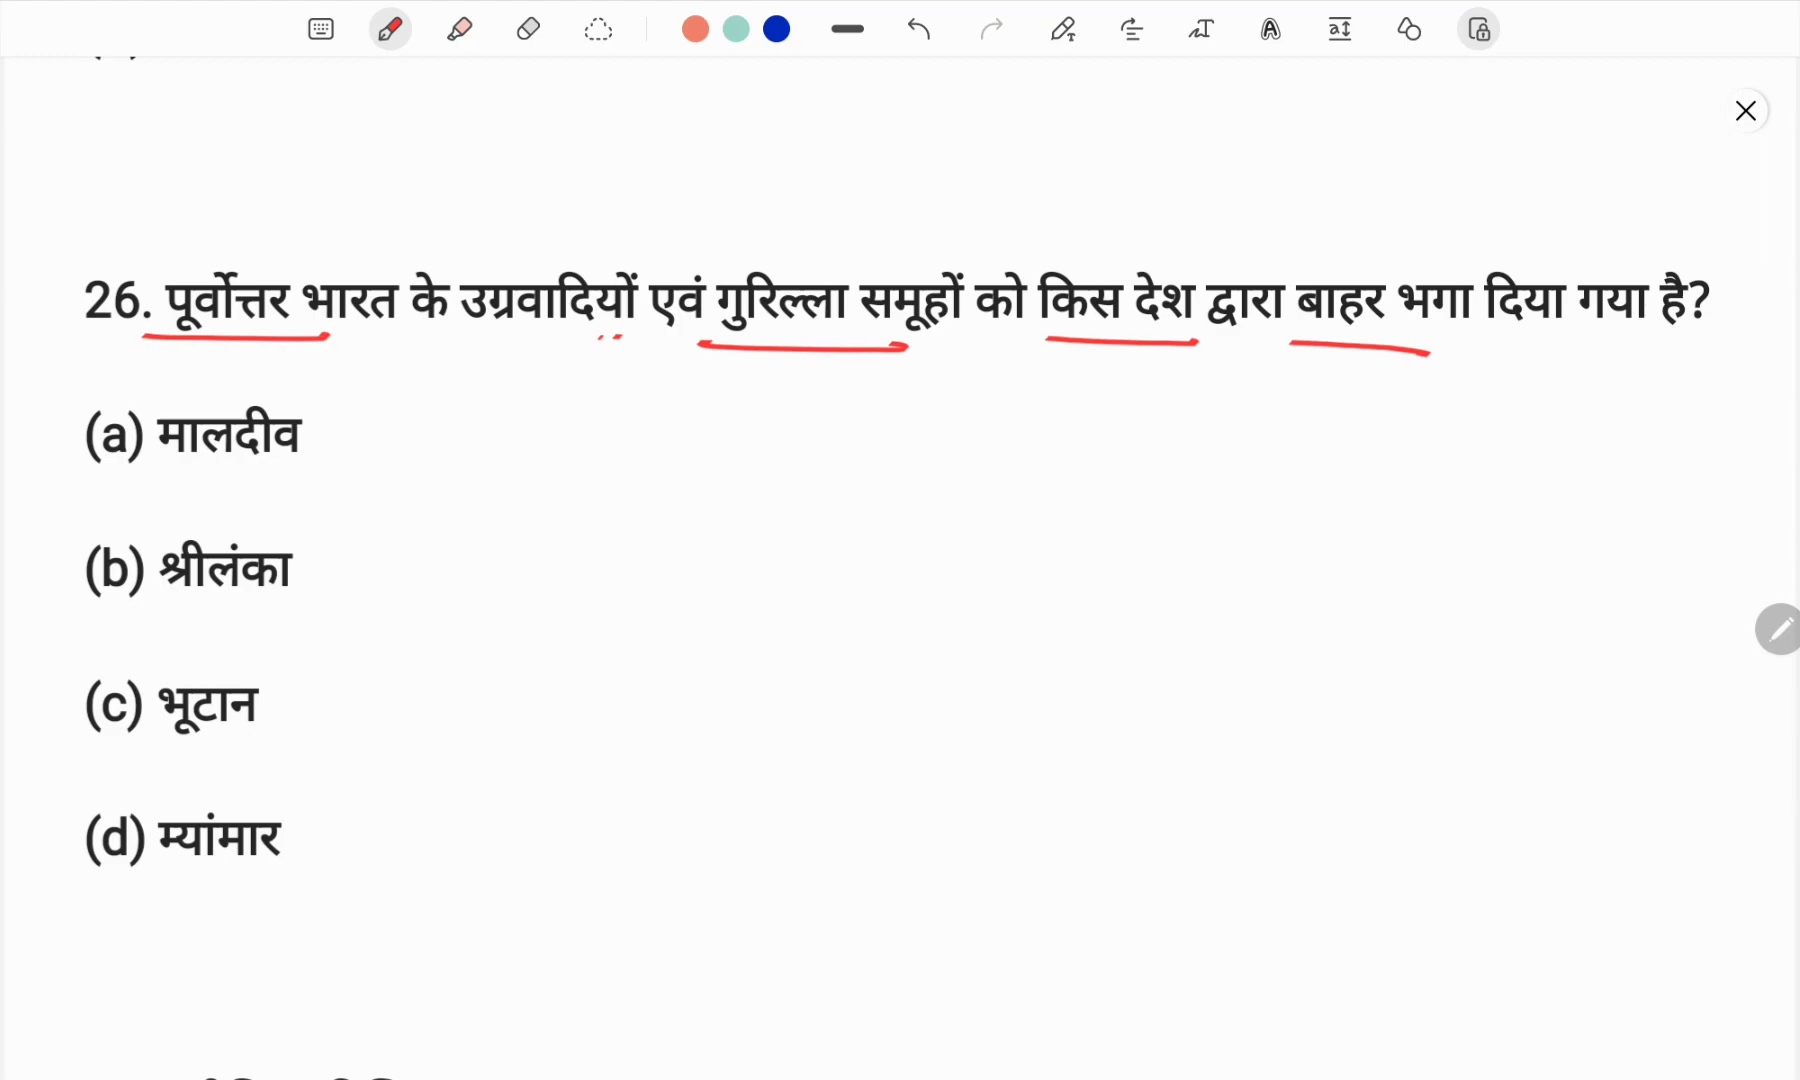 26. पूर्वोत्तर भारत के उग्रवादियों एवं गुरिल्ला समूहों को किस देश द्वारा बाहर भगा दिया गया है?
(a) मालदीव
(b) श्रीलंका
(c) भूटान
(d) म्यांमार